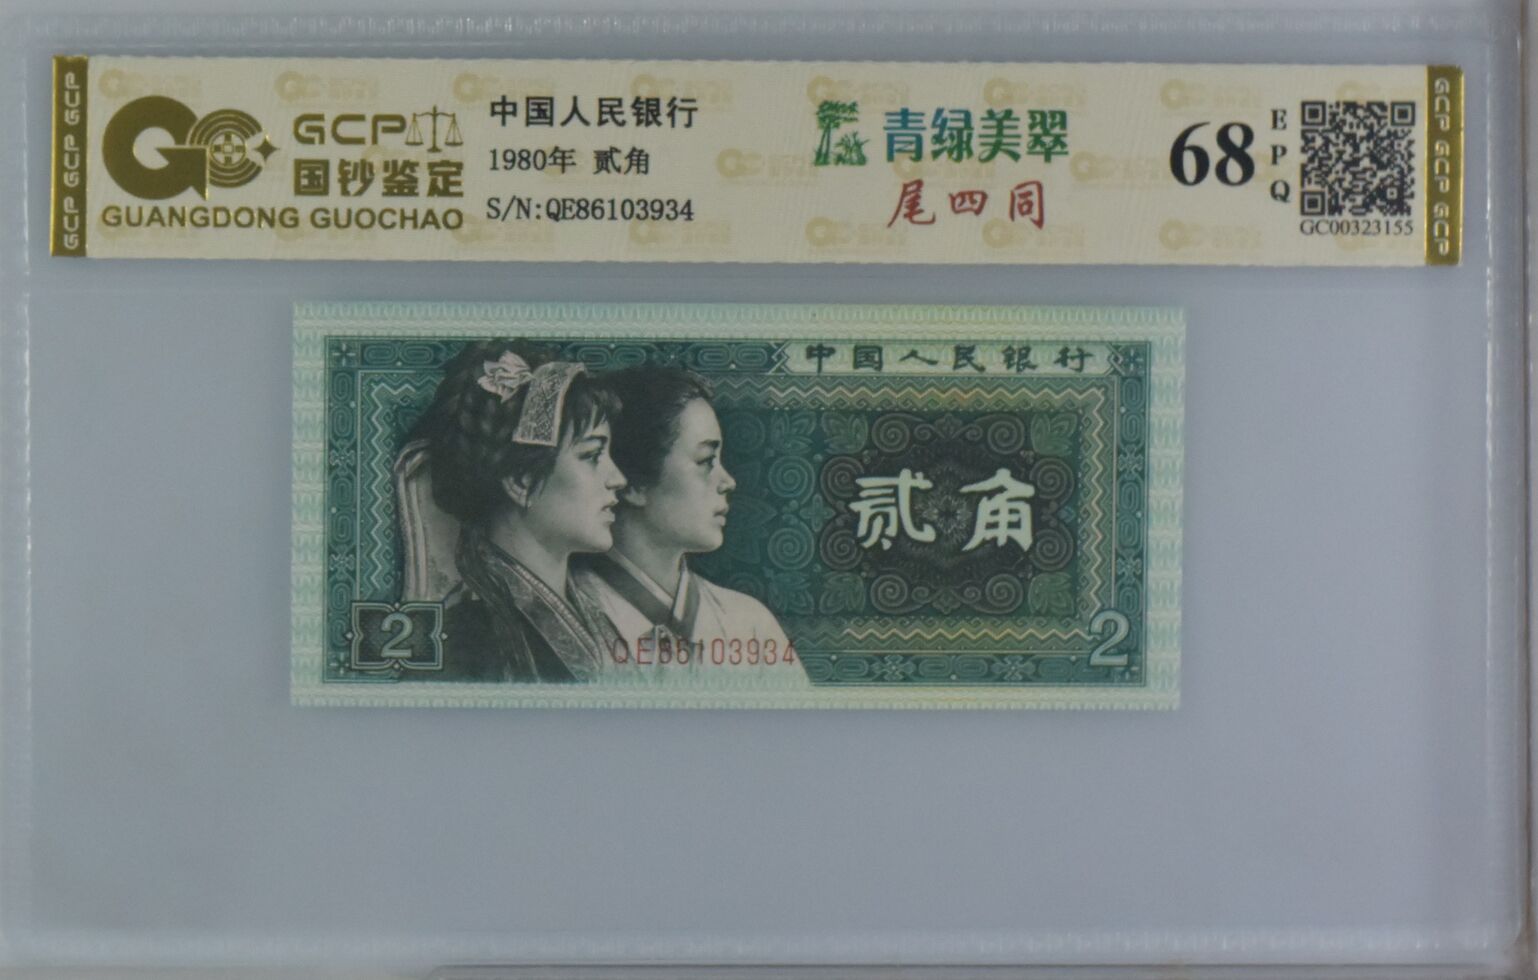 GCP GCP GCP
GCP
国钞鉴定
GUANGDONG GUOCHAO
中国人民银行
1980年 贰角
S/N:QE86103934
青绿美翠
尾四同
68
EPQ
GC00323155
GCP GCP GCP
中国人民银行
贰角
2
QE86103934
2